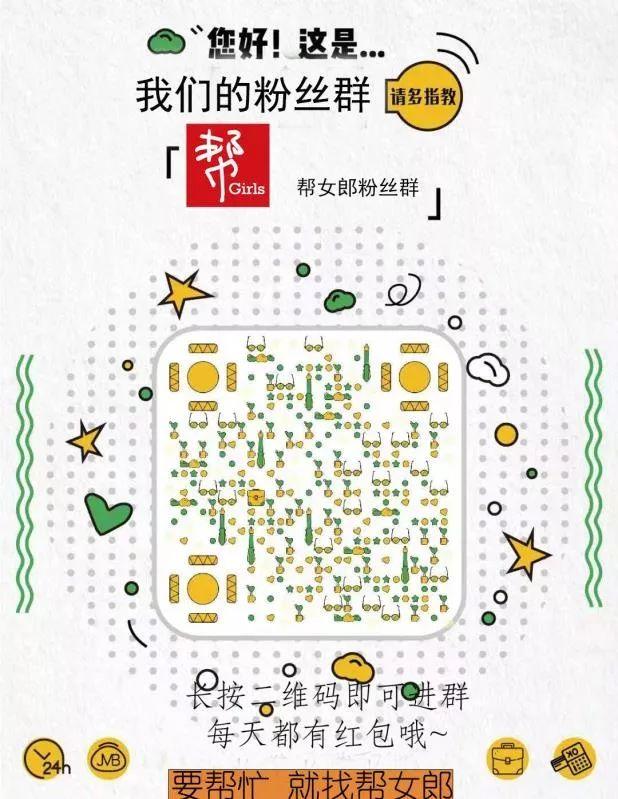 您好！这是...
我们的粉丝群
请多指教
「帮
Girls
帮女郎粉丝群」
长按二维码即可进群
每天都有红包哦~
24h
JVB
OK
要帮忙 就找帮女郎